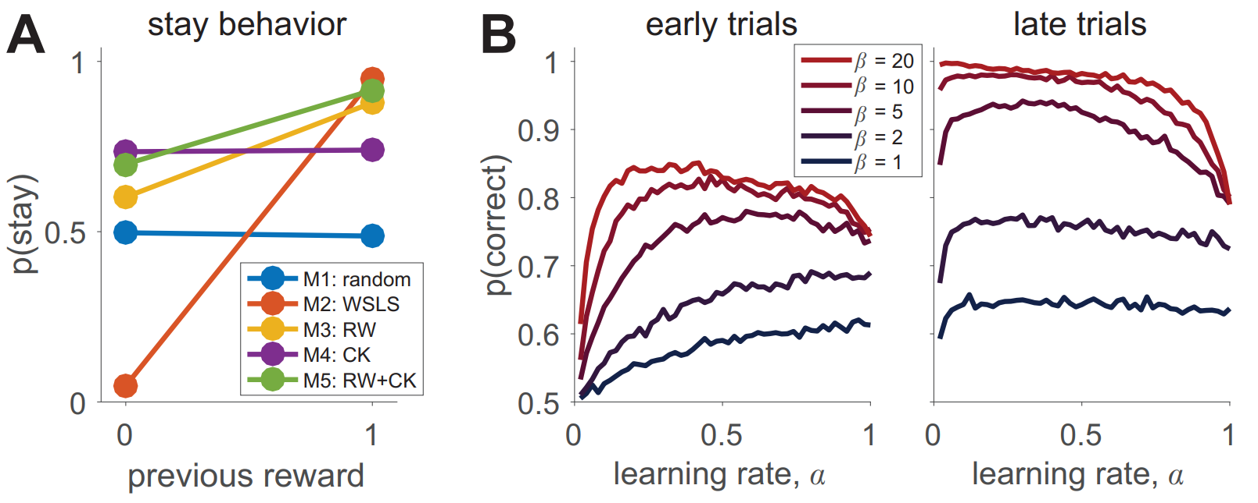 A
stay behavior
1
0.5
0
p(stay)
0
1
previous reward
M1: random
M2: WSLS
M3: RW
M4: CK
M5: RW+CK
B
early trials
1
0.9
0.8
0.7
0.6
0.5
p(correct)
0
0.5
1
learning rate, α
β = 20
β = 10
β = 5
β = 2
β = 1
late trials
0
0.5
1
learning rate, α